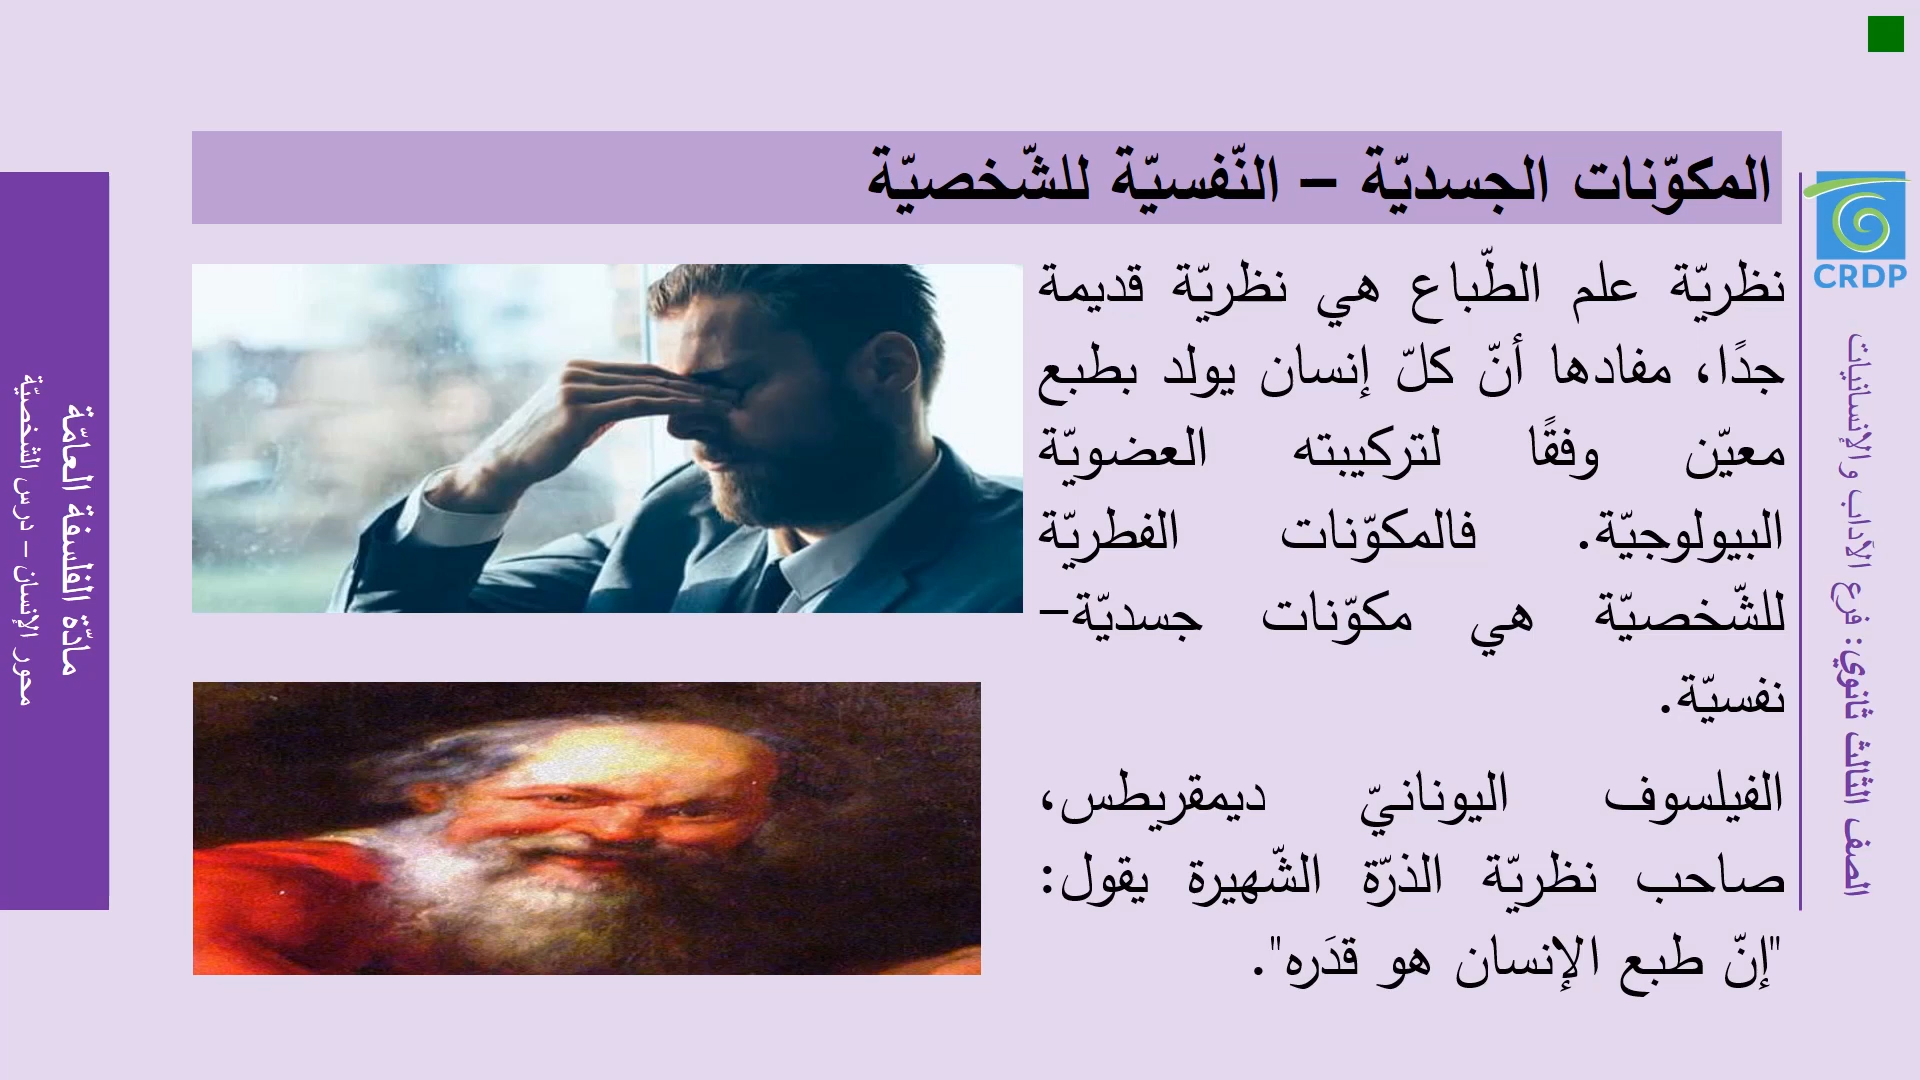 المكوّنات الجسديّة – النّفسيّة للشّخصيّة
نظريّة علم الطّباع هي نظريّة قديمة
جدًا، مفادها أنّ كلّ إنسان يولد بطبع
معيّن وفقًا لتركيبته العضويّة
البيولوجيّة. فالمكوّنات الفطريّة
للشّخصيّة هي مكوّنات جسديّة–
نفسيّة.
الفيلسوف اليونانيّ ديمقريطس،
صاحب نظريّة الذرّة الشّهيرة يقول:
"إنّ طبع الإنسان هو قدَره".
CRDP
الصف الثالث ثانوي: فرع الآداب والإنسانيات
مادّة الفلسفة العامّة
محور الإنسان – درس الشخصيّة